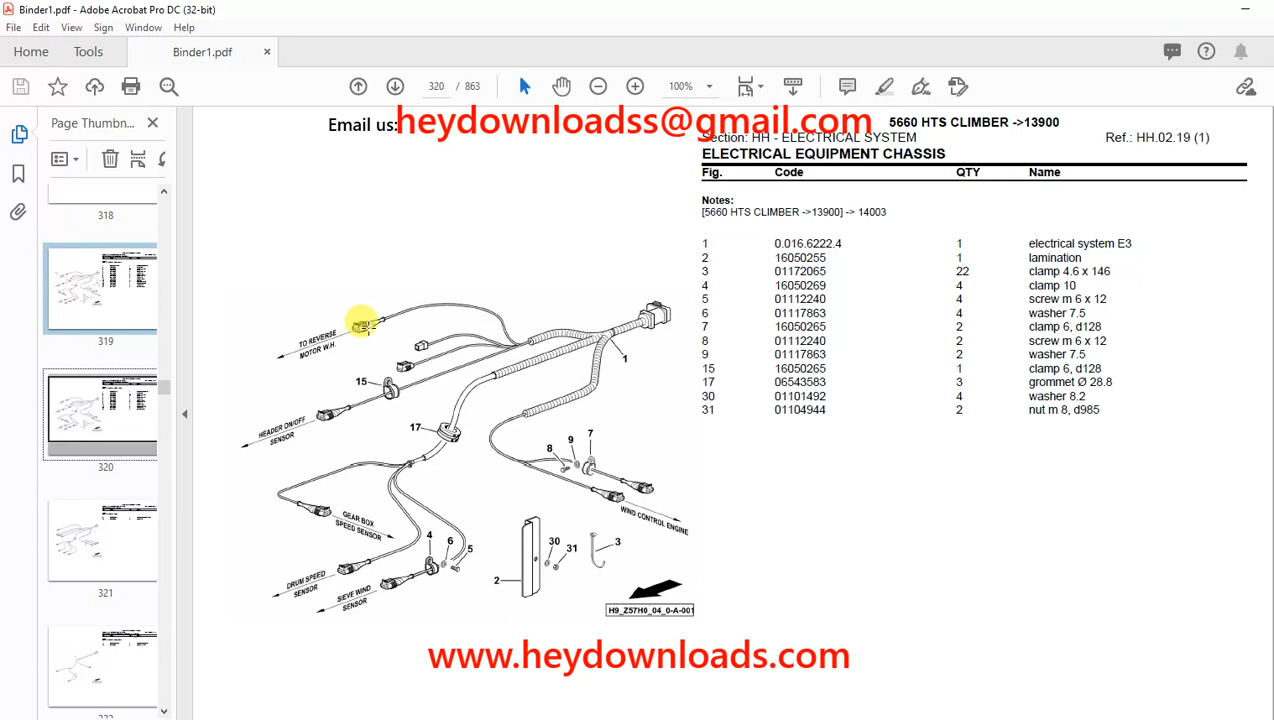 Binder1.pdf - Adobe Acrobat Pro DC (32-bit)
File Edit View Sign Window Help
Home Tools Binder1.pdf ×
320 / 863 100%
Page Thumbn...
318
319
320
321
Email us: heydownloadss@gmail.com
5660 HTS CLIMBER ->13900
Section: HH - ELECTRICAL SYSTEM Ref.: HH.02.19 (1)
ELECTRICAL EQUIPMENT CHASSIS
Fig. Code QTY Name
Notes:
[5660 HTS CLIMBER ->13900] -> 14003
1 0.016.6222.4 1 electrical system E3
2 16050255 1 lamination
3 01172065 22 clamp 4.6 x 146
4 16050269 4 clamp 10
5 01112240 4 screw m 6 x 12
6 01117863 4 washer 7.5
7 16050265 2 clamp 6, d128
8 01112240 2 screw m 6 x 12
9 01117863 2 washer 7.5
15 16050265 1 clamp 6, d128
17 06543583 3 grommet Ø 28.8
30 01101492 4 washer 8.2
31 01104944 2 nut m 8, d985
TO REVERSE
MOTOR W.H.
1
15
HEADER ON/OFF
SENSOR
17
7
9
8
WIND CONTROL ENGINE
GEAR BOX
SPEED SENSOR
4
6
5
DRUM SPEED
SENSOR
SIEVE WIND
SENSOR
2
30
31
3
H9_Z57H0_04_0-A-001
www.heydownloads.com